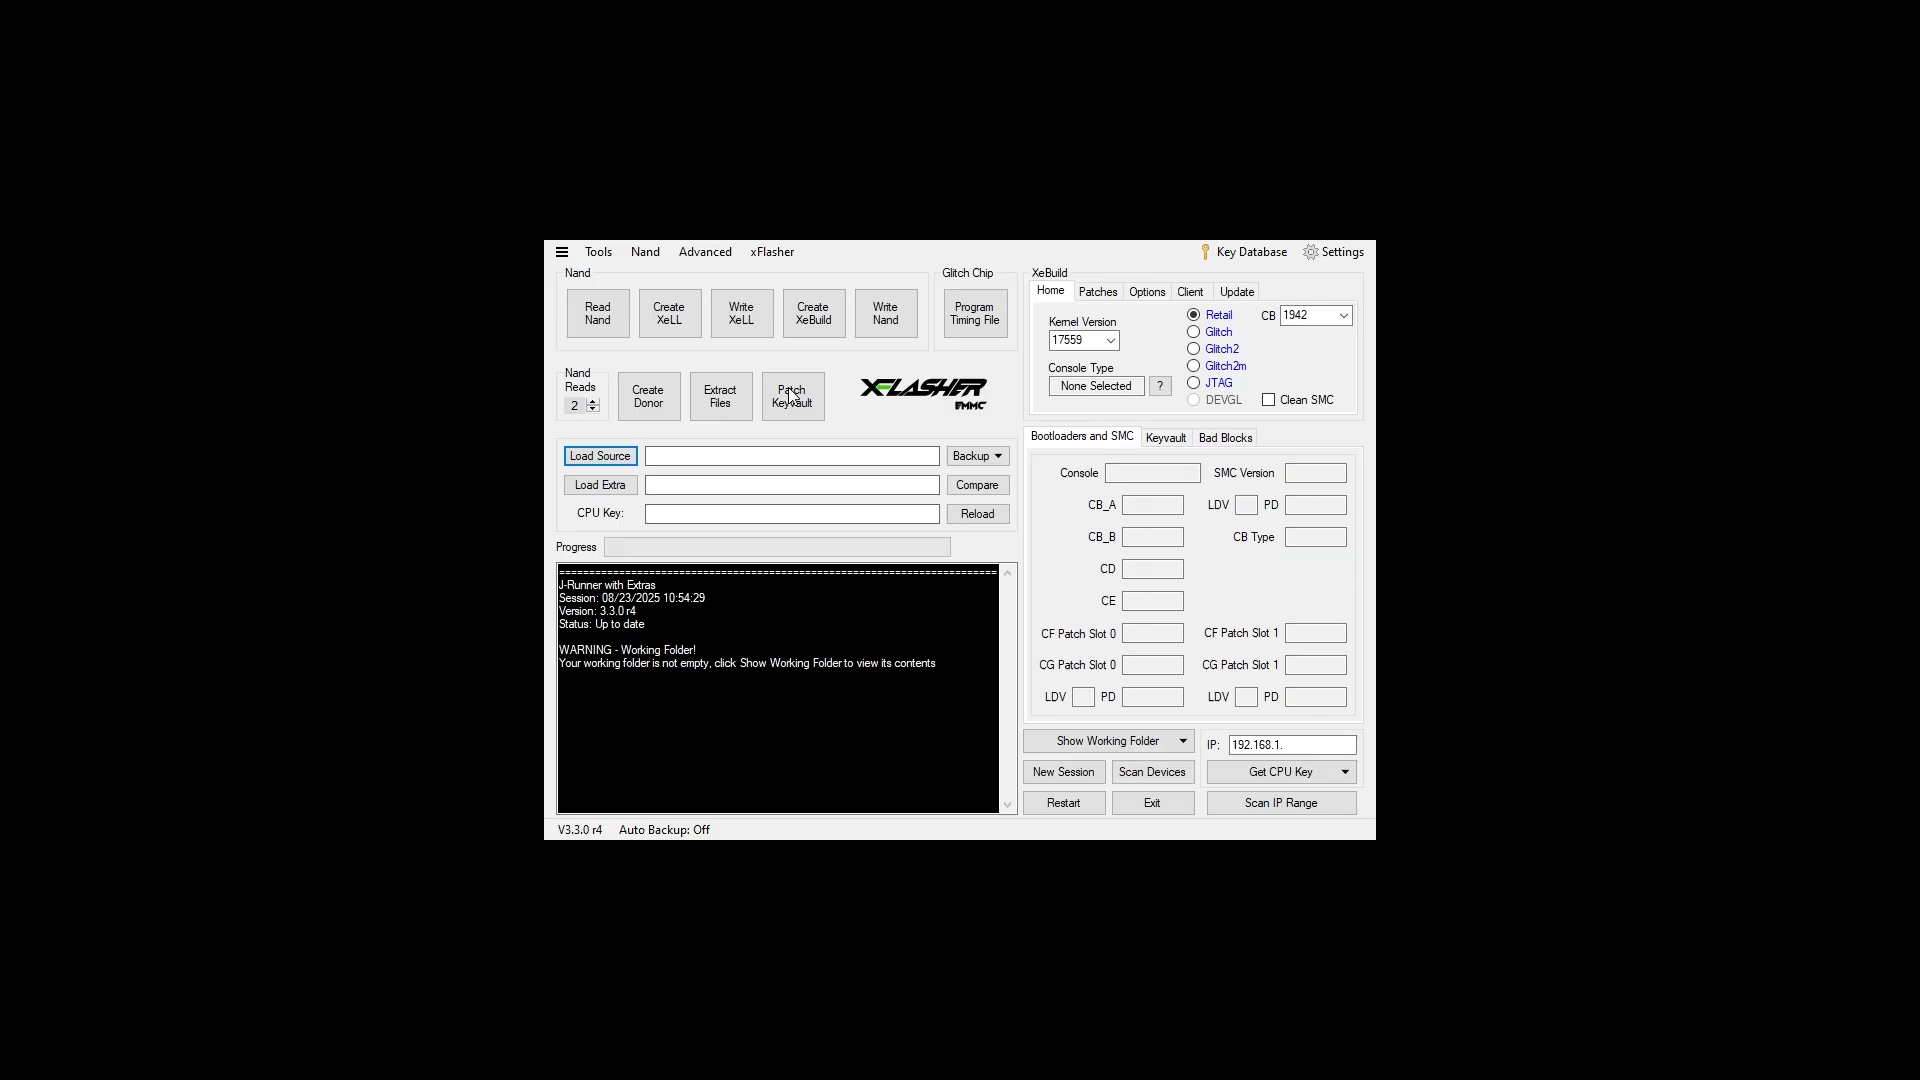 Tools Nand Advanced xFlasher Key Database Settings
Nand
Read
Nand
Create
XeLL
Write
XeLL
Create
XeBuild
Write
Nand
Glitch Chip
Program
Timing File
Nand
Reads
2
Create
Donor
Extract
Files
Patch
Keyvault
X-FLASHER
EMMC
Load Source Backup
Load Extra Compare
CPU Key: Reload
Progress
J-Runner with Extras
Session: 08/23/2025 10:54:29
Version: 3.3.0 r4
Status: Up to date
WARNING - Working Folder!
Your working folder is not empty, click Show Working Folder to view its contents
XeBuild
Home Patches Options Client Update
Kernel Version
17559
Console Type
None Selected ?
Retail
Glitch
Glitch2
Glitch2m
JTAG
DEVGL
CB 1942
Clean SMC
Bootloaders and SMC Keyvault Bad Blocks
Console SMC Version
CB_A LDV PD
CB_B CB Type
CD
CE
CF Patch Slot 0 CF Patch Slot 1
CG Patch Slot 0 CG Patch Slot 1
LDV PD LDV PD
Show Working Folder IP: 192.168.1.
New Session Scan Devices Get CPU Key
Restart Exit Scan IP Range
V3.3.0 r4 Auto Backup: Off